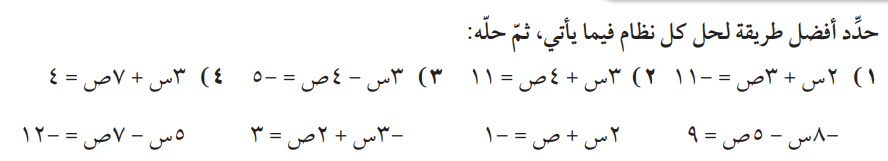 حدِّد أفضل طريقة لحل كل نظام فيما يأتي، ثمّ حلّه:
١) ٢س + ٣ص = –١١ ٢) ٣س + ٤ص = ١١ ٣) ٣س – ٤ص = –٥ ٤) ٣س + ٧ص = ٤
–٨س – ٥ص = ٩ ٢س + ص = –١ –٣س + ٢ص = ٣ ٥س – ٧ص = –١٢